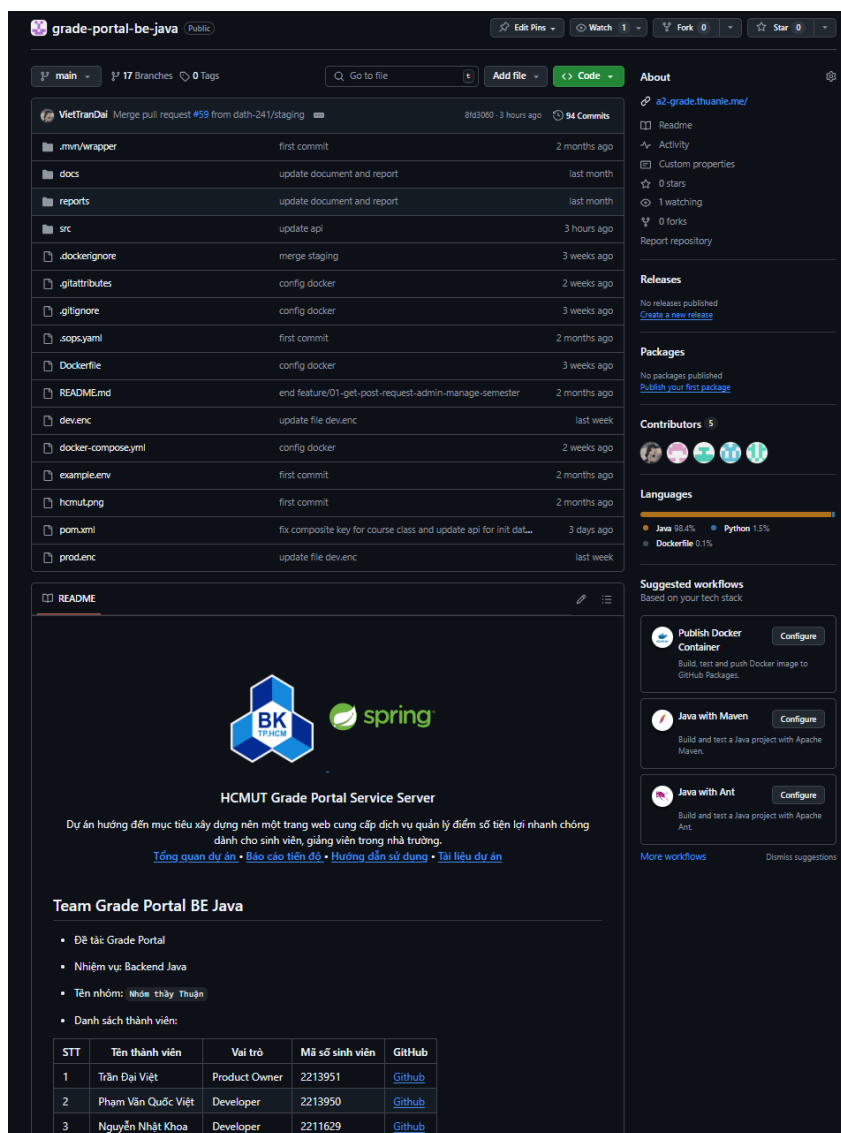 grade-portal-be-java Public
Edit Pins Watch 1 Fork 0 Star 0
main 17 Branches 0 Tags Go to file t Add file Code
VietTranDai Merge pull request #59 from dath-241/staging 8fd3060 · 3 hours ago 94 Commits
.mvn/wrapper first commit 2 months ago
docs update document and report last month
reports update document and report last month
src update api 3 hours ago
.dockerignore merge staging 3 weeks ago
.gitattributes config docker 2 weeks ago
.gitignore config docker 3 weeks ago
.sops.yaml first commit 2 months ago
Dockerfile config docker 3 weeks ago
README.md end feature/01-get-post-request-admin-manage-semester 2 months ago
dev.enc update file dev.enc last week
docker-compose.yml config docker 2 weeks ago
example.env first commit 2 months ago
hcmut.png first commit 2 months ago
pom.xml fix composite key for course class and update api for init dat... 3 days ago
prod.enc update file dev.enc last week
README
BK
TP.HCM
spring
HCMUT Grade Portal Service Server
Dự án hướng đến mục tiêu xây dựng nên một trang web cung cấp dịch vụ quản lý điểm số tiện lợi nhanh chóng
dành cho sinh viên, giảng viên trong nhà trường.
Tổng quan dự án • Báo cáo tiến độ • Hướng dẫn sử dụng • Tài liệu dự án
Team Grade Portal BE Java
• Đề tài: Grade Portal
• Nhiệm vụ: Backend Java
• Tên nhóm: Nhóm thầy Thuận
• Danh sách thành viên:
STT Tên thành viên Vai trò Mã số sinh viên GitHub
1 Trần Đại Việt Product Owner 2213951 Github
2 Phạm Văn Quốc Việt Developer 2213950 Github
3 Nguyễn Nhật Khoa Developer 2211629 Github
About
a2-grade.thuanle.me/
Readme
Activity
Custom properties
0 stars
1 watching
0 forks
Report repository
Releases
No releases published
Create a new release
Packages
No packages published
Publish your first package
Contributors 5
Languages
Java 98.4% Python 1.5%
Dockerfile 0.1%
Suggested workflows
Based on your tech stack
Publish Docker
Container
Configure
Build, test and push Docker image to
GitHub Packages.
Java with Maven Configure
Build and test a Java project with Apache
Maven.
Java with Ant Configure
Build and test a Java project with Apache
Ant.
More workflows Dismiss suggestions